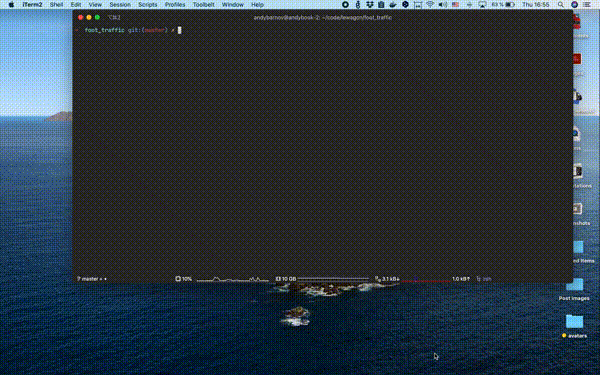 iTerm2 Shell Edit View Session Scripts Profiles Toolbelt Window Help 63 % Thu 16:55
⌥⌘2 andybarnov@andybook-2: ~/code/lewagon/foot_traffic
foot_traffic git:(master) ✗
master 10% 10 GB 3.1 kB↓ 1.0 kB↑
Post Images
avatars